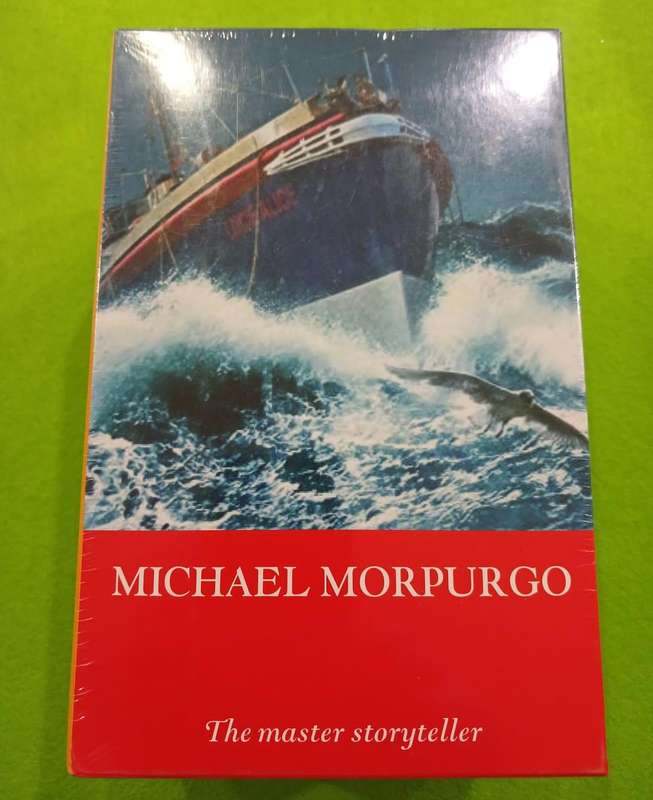 MICHAEL MORPURGO
The master storyteller